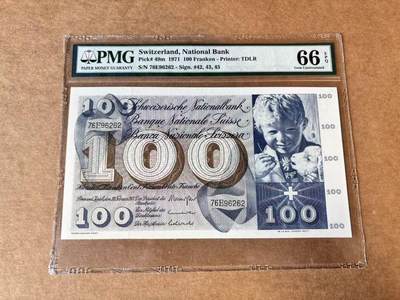 PMG
PAPER MONEY GUARANTY
Switzerland, National Bank
Pick# 49m 1971 100 Franken - Printer: TDLR
S/N 76E96262 - Sign. #42, 43, 45
66 EPQ
Gem Uncirculated
100
Schweizerische Nationalbank
Banque Nationale Suisse
Banca Nazionale Svizzera
76E96262
100
100
100
100
100
76E96262
100
100